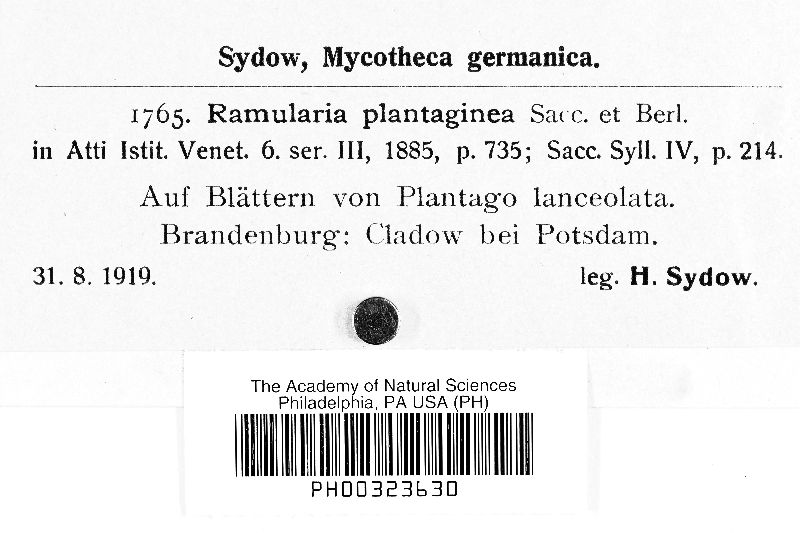 Sydow, Mycotheca germanica.
1765. Ramularia plantaginea Sacc. et Berl.
in Atti Istit. Venet. 6. ser. III, 1885, p. 735; Sacc. Syll. IV, p. 214.
Auf Blättern von Plantago lanceolata.
Brandenburg: Cladow bei Potsdam.
31. 8. 1919. leg. H. Sydow.
The Academy of Natural Sciences
Philadelphia, PA USA (PH)
PH00323630